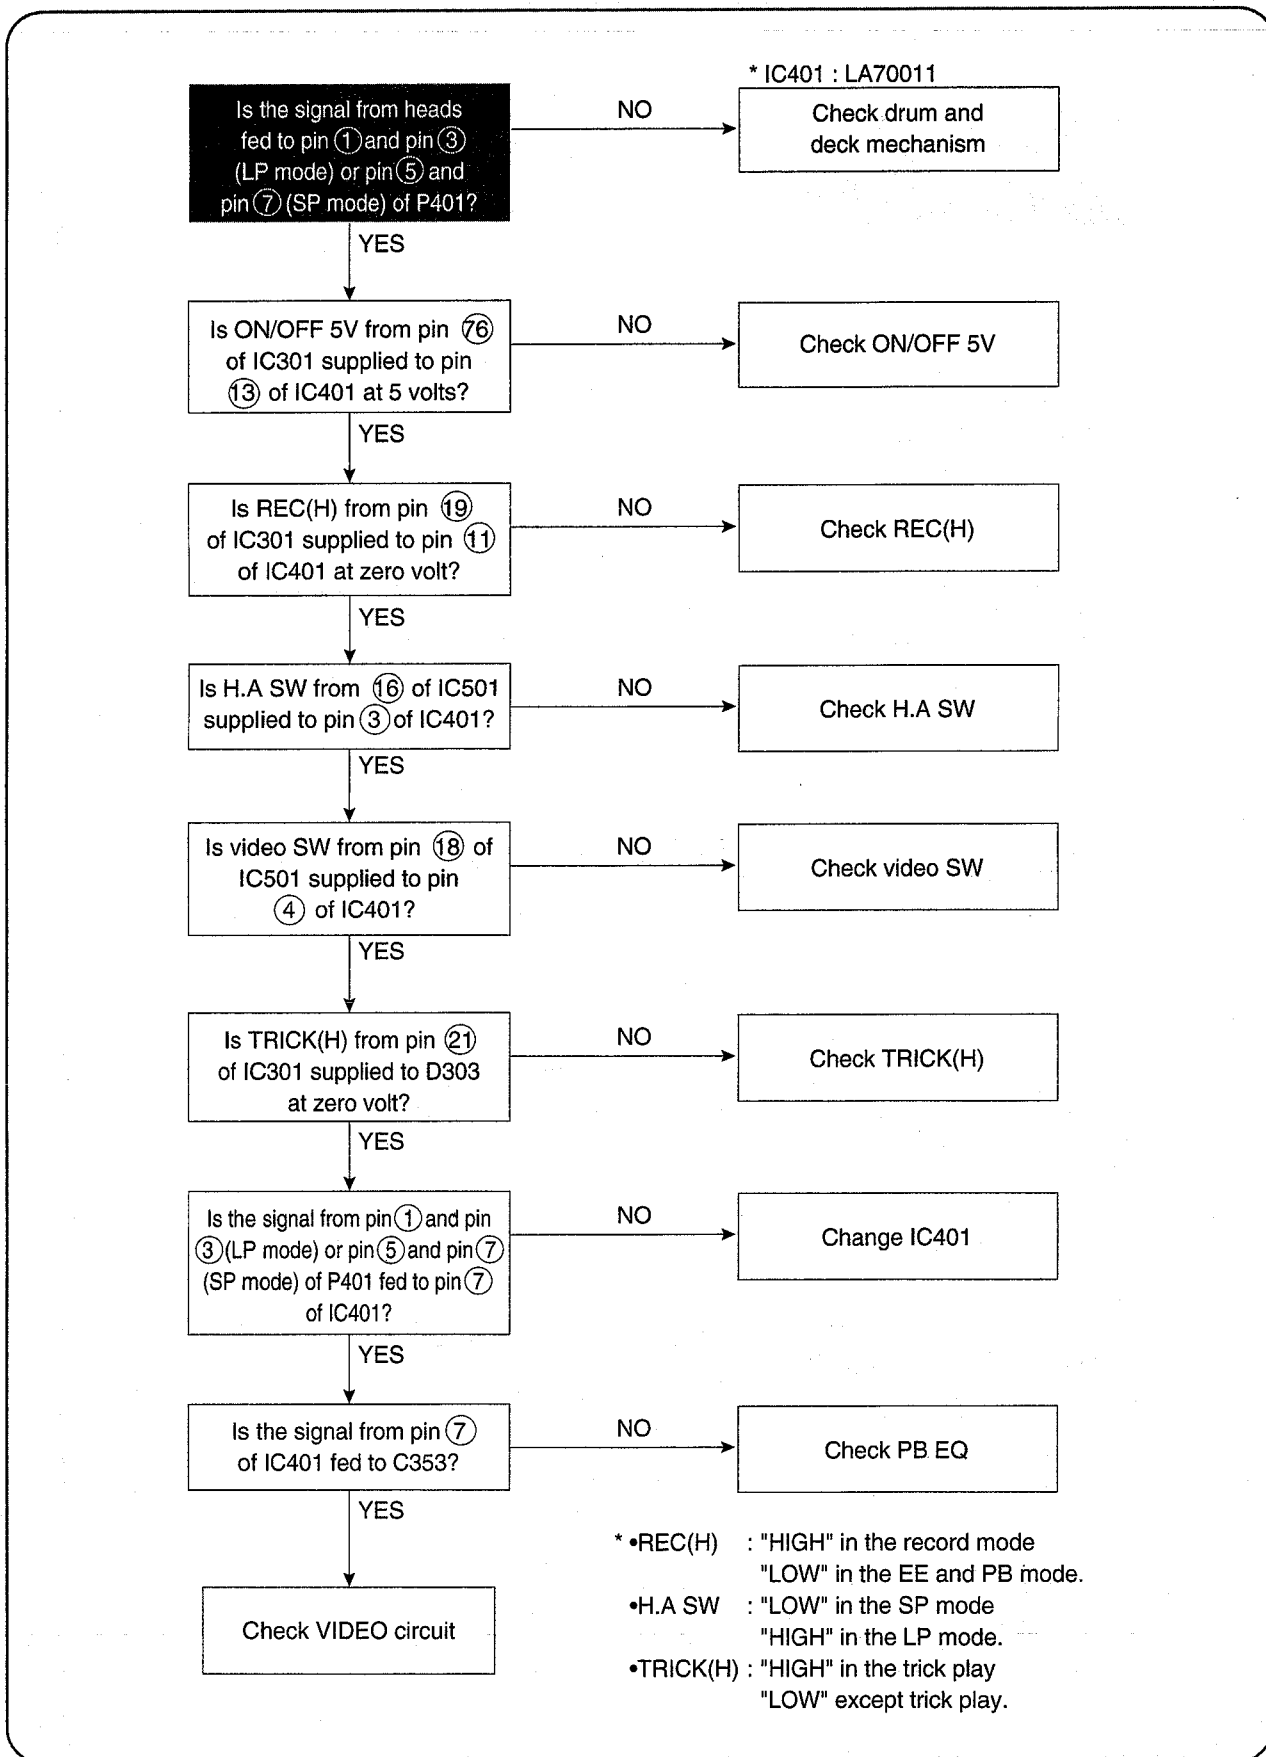 * IC401 : LA70011
Is the signal from heads
fed to pin ① and pin ③
(LP mode) or pin ⑤ and
pin ⑦ (SP mode) of P401?
NO
Check drum and
deck mechanism
YES
Is ON/OFF 5V from pin ㊻
of IC301 supplied to pin
⑬ of IC401 at 5 volts?
NO
Check ON/OFF 5V
YES
Is REC(H) from pin ⑲
of IC301 supplied to pin ⑪
of IC401 at zero volt?
NO
Check REC(H)
YES
Is H.A SW from ⑯ of IC501
supplied to pin ③ of IC401?
NO
Check H.A SW
YES
Is video SW from pin ⑱ of
IC501 supplied to pin
④ of IC401?
NO
Check video SW
YES
Is TRICK(H) from pin ㉑
of IC301 supplied to D303
at zero volt?
NO
Check TRICK(H)
YES
Is the signal from pin ① and pin
③ (LP mode) or pin ⑤ and pin ⑦
(SP mode) of P401 fed to pin ⑦
of IC401?
NO
Change IC401
YES
Is the signal from pin ⑦
of IC401 fed to C353?
NO
Check PB EQ
YES
Check VIDEO circuit
* •REC(H) : "HIGH" in the record mode
"LOW" in the EE and PB mode.
•H.A SW : "LOW" in the SP mode
"HIGH" in the LP mode.
•TRICK(H) : "HIGH" in the trick play
"LOW" except trick play.